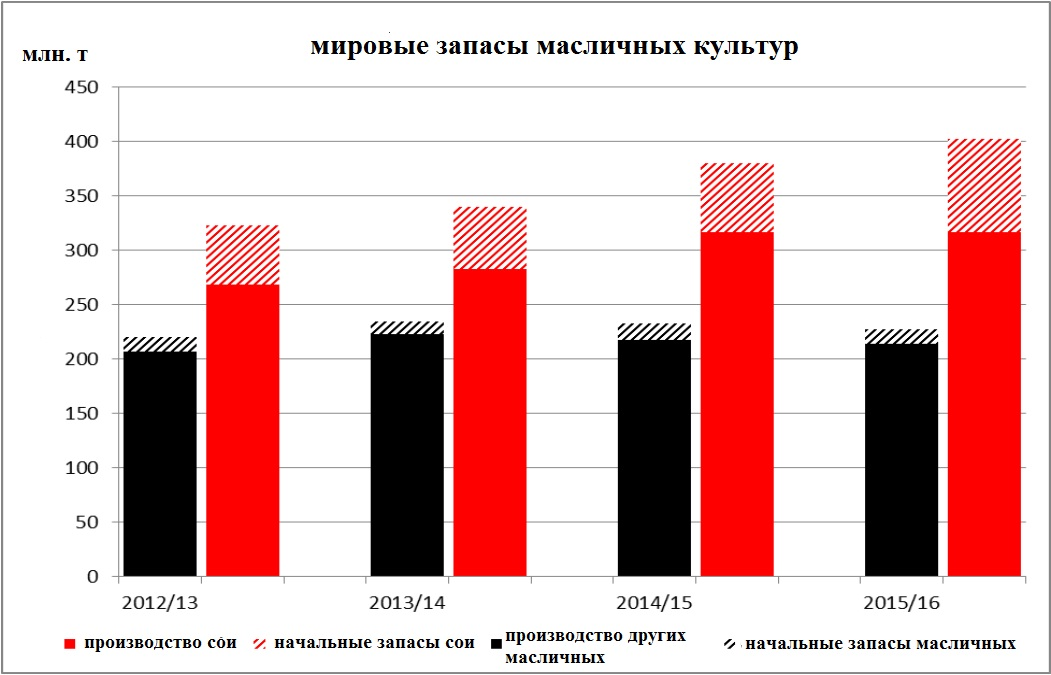 мировые запасы масличных культур
млн. т
450
400
350
300
250
200
150
100
50
0
2012/13 2013/14 2014/15 2015/16
производство сои начальные запасы сои производство других масличных начальные запасы масличных